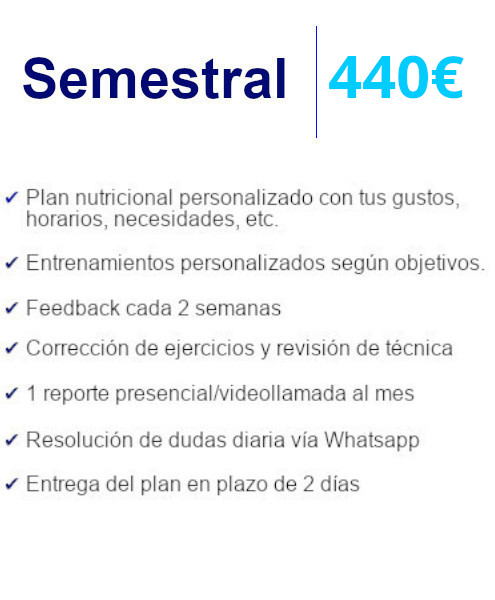 Semestral 440€
✔ Plan nutricional personalizado con tus gustos,
horarios, necesidades, etc.
✔ Entrenamientos personalizados según objetivos.
✔ Feedback cada 2 semanas
✔ Corrección de ejercicios y revisión de técnica
✔ 1 reporte presencial/videollamada al mes
✔ Resolución de dudas diaria vía Whatsapp
✔ Entrega del plan en plazo de 2 días